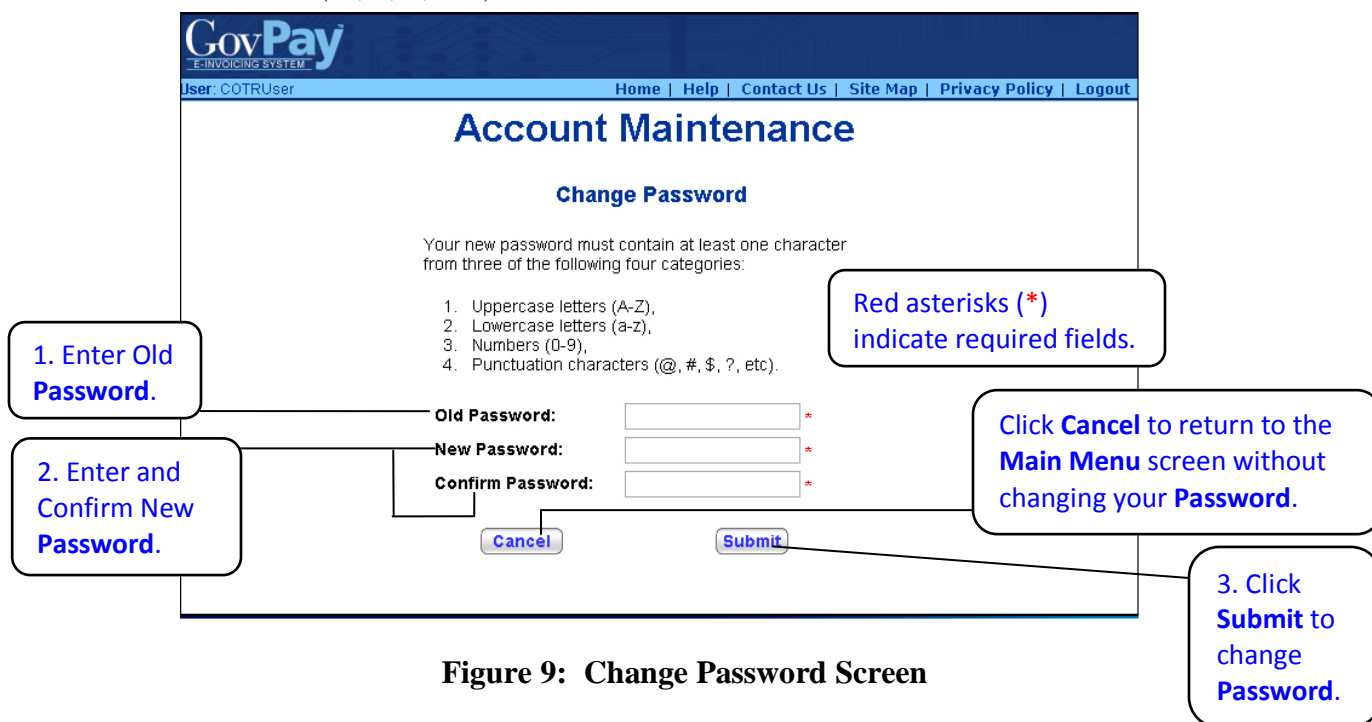 GovPay
E-INVOICING SYSTEM
User: COTRUser
Home | Help | Contact Us | Site Map | Privacy Policy | Logout
Account Maintenance
Change Password
Your new password must contain at least one character
from three of the following four categories:
1. Uppercase letters (A-Z),
2. Lowercase letters (a-z),
3. Numbers (0-9),
4. Punctuation characters (@, #, $, ?, etc).
Red asterisks (*)
indicate required fields.
1. Enter Old
Password.
Old Password: *
New Password: *
Confirm Password: *
2. Enter and
Confirm New
Password.
Click Cancel to return to the
Main Menu screen without
changing your Password.
Cancel
Submit
3. Click
Submit to
change
Password.
Figure 9: Change Password Screen